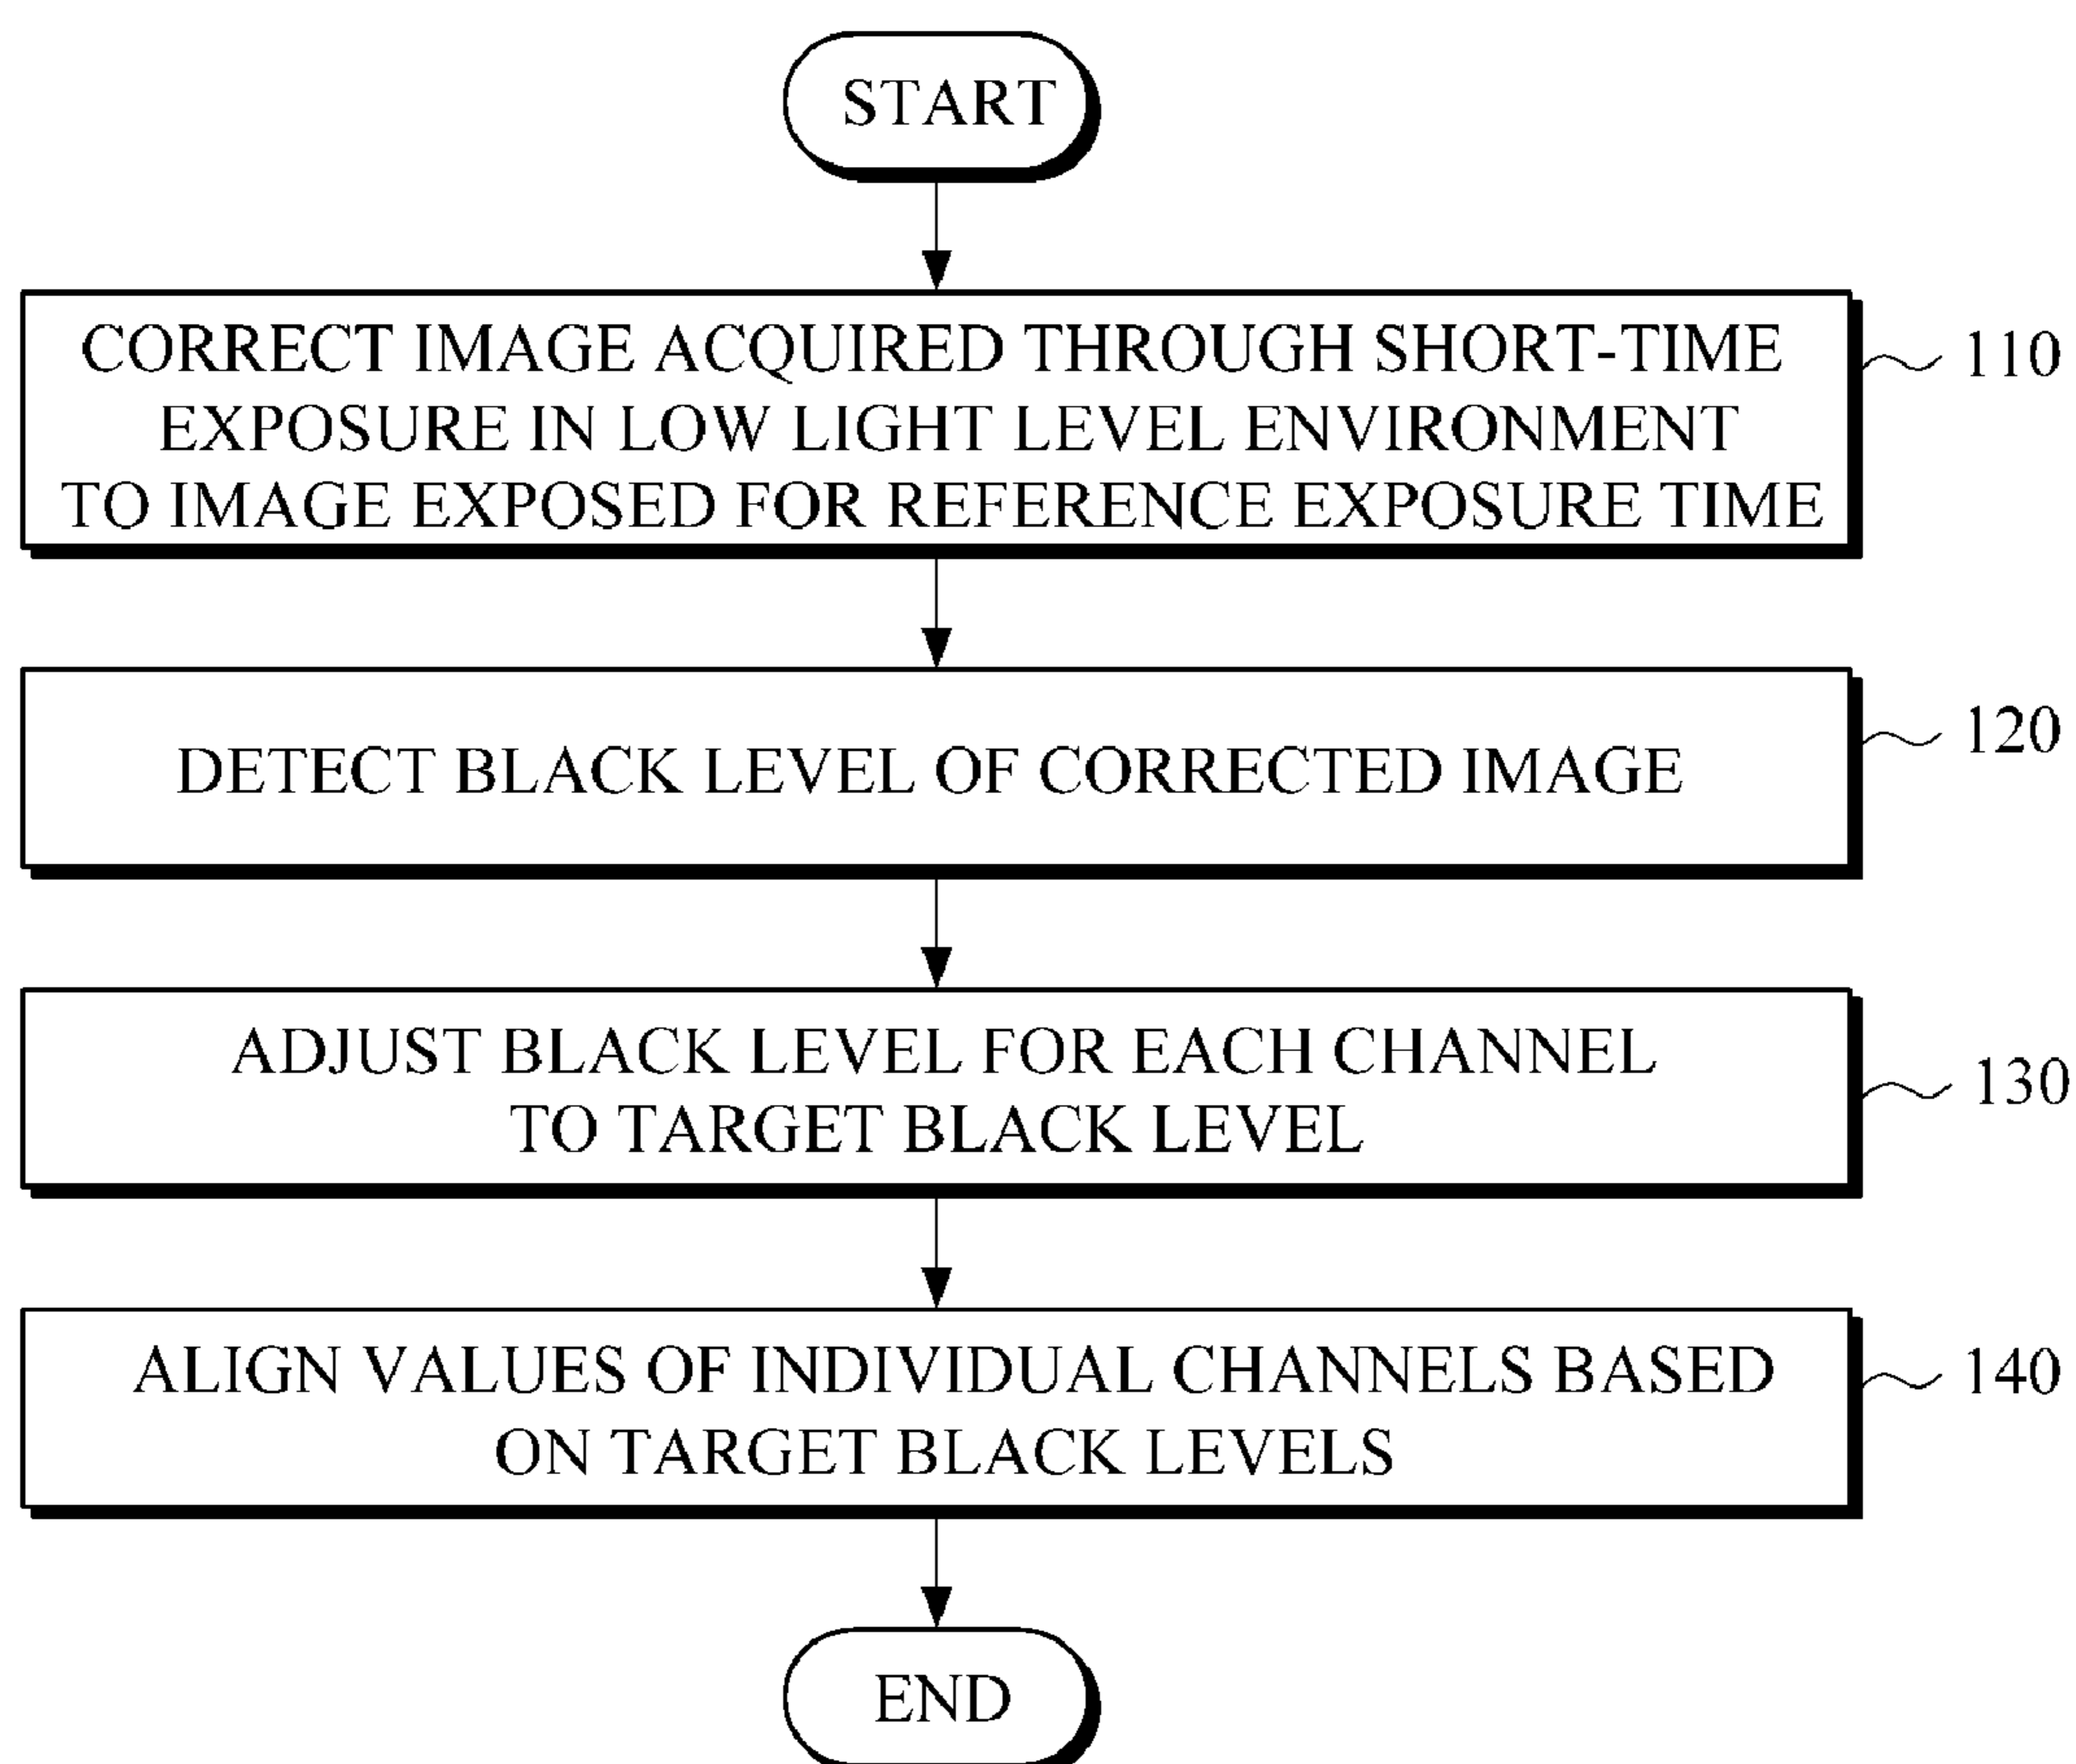 START
CORRECT IMAGE ACQUIRED THROUGH SHORT-TIME
EXPOSURE IN LOW LIGHT LEVEL ENVIRONMENT
TO IMAGE EXPOSED FOR REFERENCE EXPOSURE TIME
110
DETECT BLACK LEVEL OF CORRECTED IMAGE
120
ADJUST BLACK LEVEL FOR EACH CHANNEL
TO TARGET BLACK LEVEL
130
ALIGN VALUES OF INDIVIDUAL CHANNELS BASED
ON TARGET BLACK LEVELS
140
END